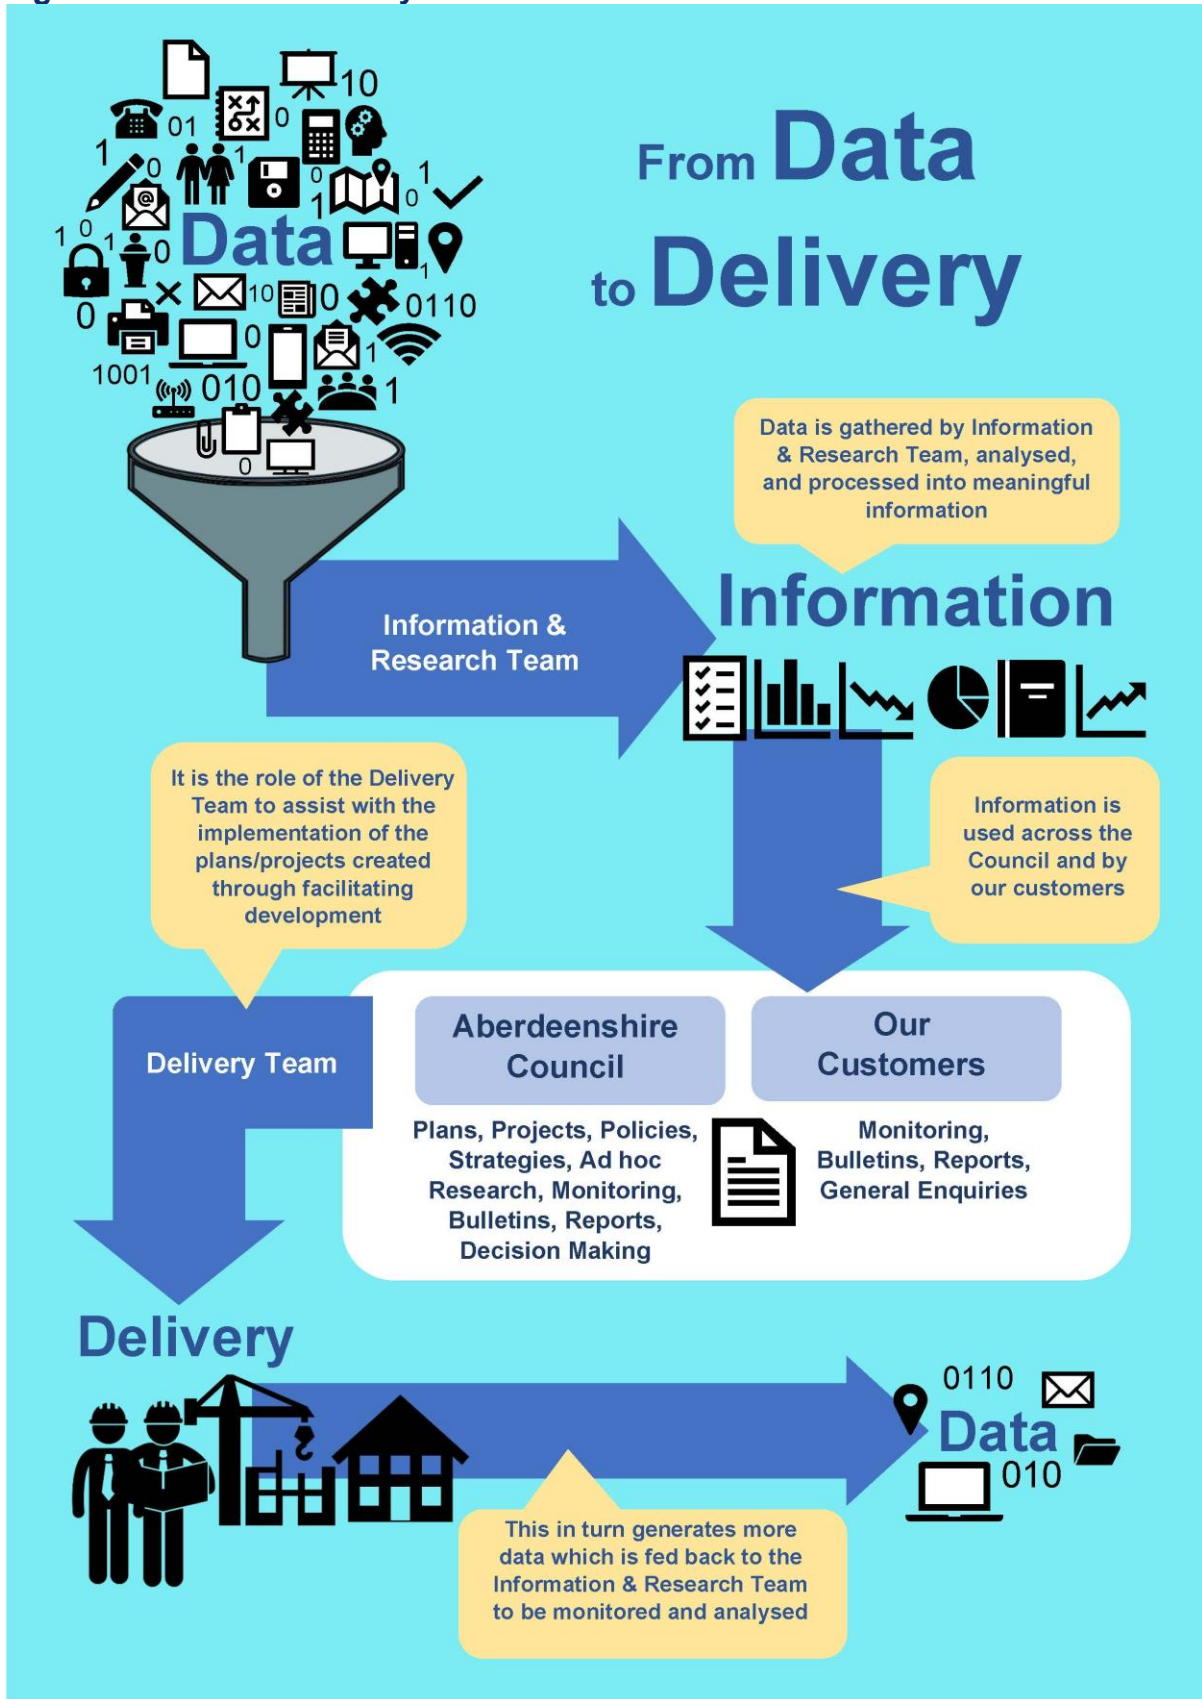 From Data
to Delivery
10
01
0
1
0
1
0
1
1
0
Data
1
0
1
0
1
10
0
0110
0
0
1
1001
010
1
0
Data is gathered by Information
& Research Team, analysed,
and processed into meaningful
information
Information &
Research Team
Information
It is the role of the Delivery
Team to assist with the
implementation of the
plans/projects created
through facilitating
development
Information is
used across the
Council and by
our customers
Delivery Team
Aberdeenshire
Council
Plans, Projects, Policies,
Strategies, Ad hoc
Research, Monitoring,
Bulletins, Reports,
Decision Making
Our
Customers
Monitoring,
Bulletins, Reports,
General Enquiries
Delivery
0110
Data
010
This in turn generates more
data which is fed back to the
Information & Research Team
to be monitored and analysed